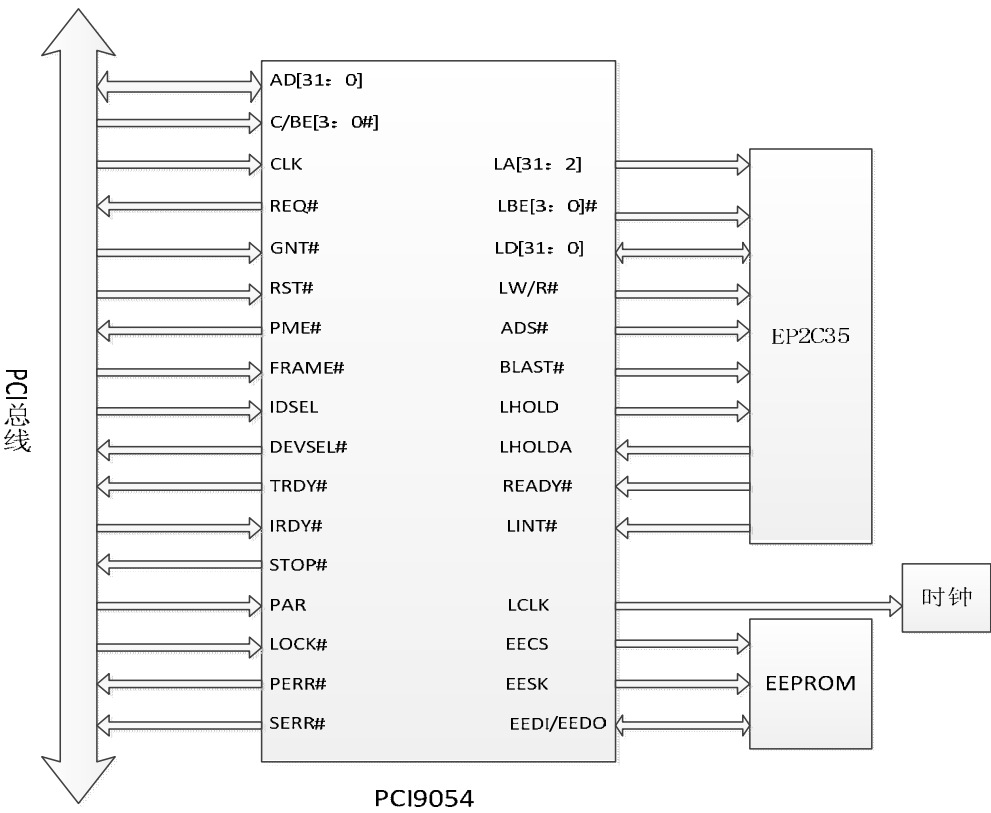 PCI总线
AD[31：0]
C/BE[3：0#]
CLK
REQ#
GNT#
RST#
PME#
FRAME#
IDSEL
DEVSEL#
TRDY#
IRDY#
STOP#
PAR
LOCK#
PERR#
SERR#
LA[31：2]
LBE[3：0]#
LD[31：0]
LW/R#
ADS#
BLAST#
LHOLD
LHOLDA
READY#
LINT#
LCLK
EECS
EESK
EEDI/EEDO
EP2C35
时钟
EEPROM
PCI9054